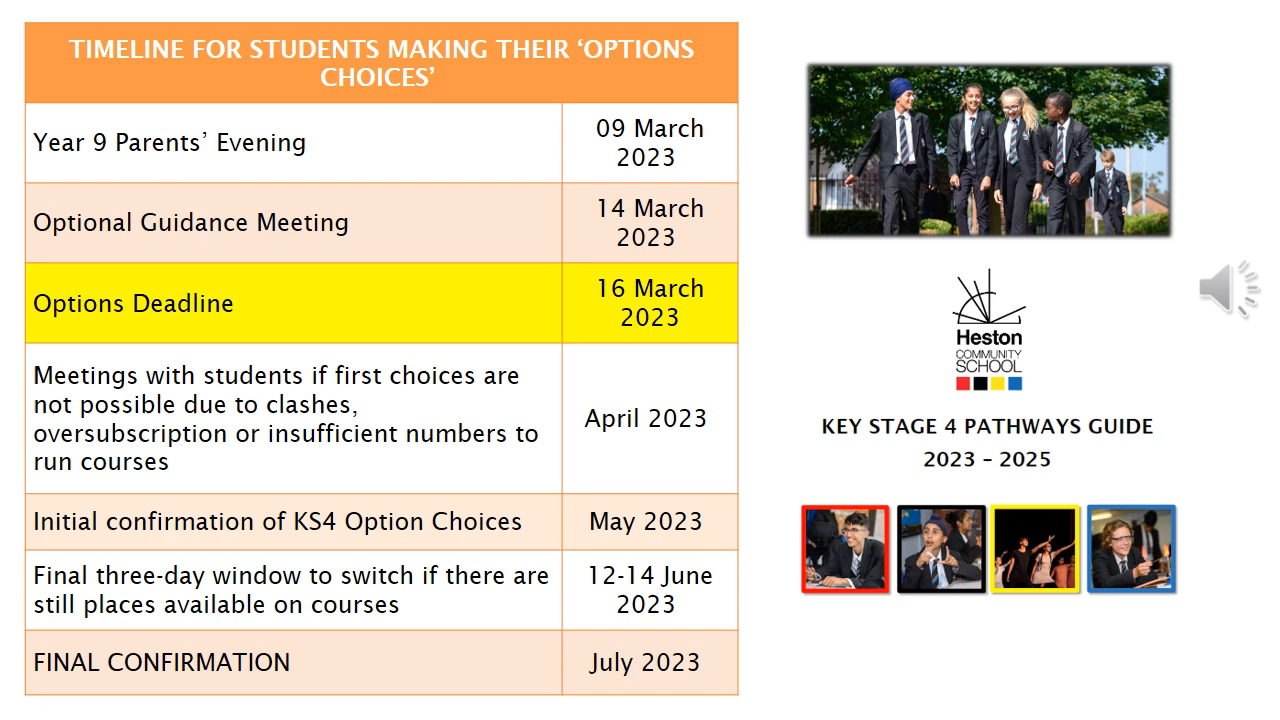 TIMELINE FOR STUDENTS MAKING THEIR ‘OPTIONS
CHOICES’
Year 9 Parents’ Evening
09 March
2023
Optional Guidance Meeting
14 March
2023
Options Deadline
16 March
2023
Meetings with students if first choices are
not possible due to clashes,
oversubscription or insufficient numbers to
run courses
April 2023
Initial confirmation of KS4 Option Choices
May 2023
Final three-day window to switch if there are
still places available on courses
12-14 June
2023
FINAL CONFIRMATION
July 2023
Heston
COMMUNITY
SCHOOL
KEY STAGE 4 PATHWAYS GUIDE
2023 – 2025